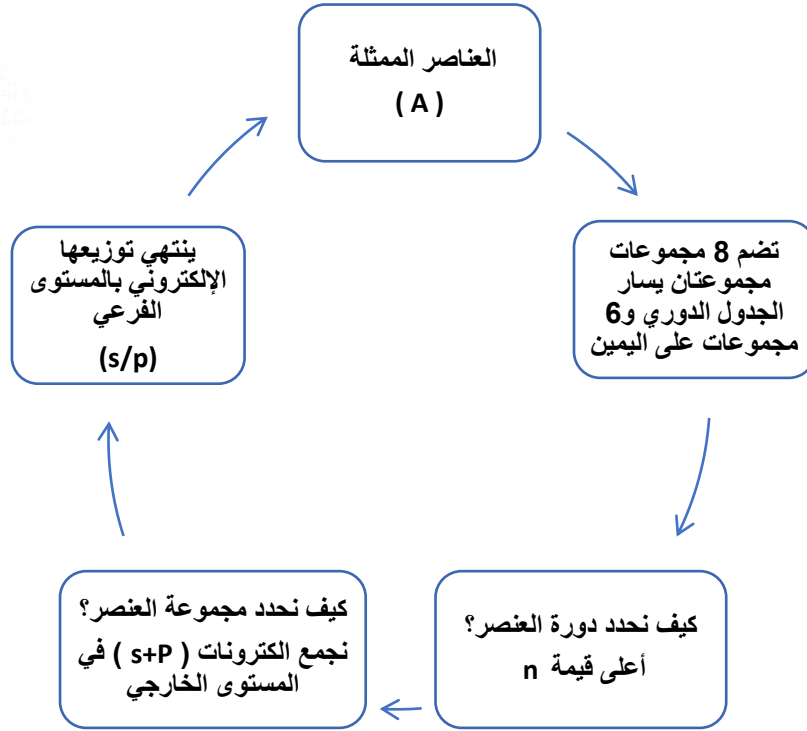 العناصر الممثلة
( A )
تضم 8 مجموعات
مجموعتان يسار
الجدول الدوري و6
مجموعات على اليمين
كيف نحدد دورة العنصر؟
أعلى قيمة n
كيف نحدد مجموعة العنصر؟
نجمع الكترونات ( s+P ) في
المستوى الخارجي
ينتهي توزيعها
الإلكتروني بالمستوى
الفرعي
(s/p)